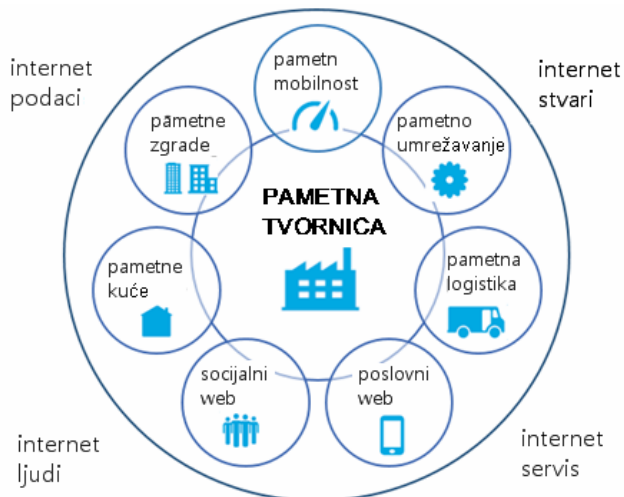 internet
podaci
pametn
mobilnost
internet
stvari
pametne
zgrade
pametno
umrežavanje
PAMETNA
TVORNICA
pametne
kuće
pametna
logistika
socijalni
web
poslovni
web
internet
ljudi
internet
servis